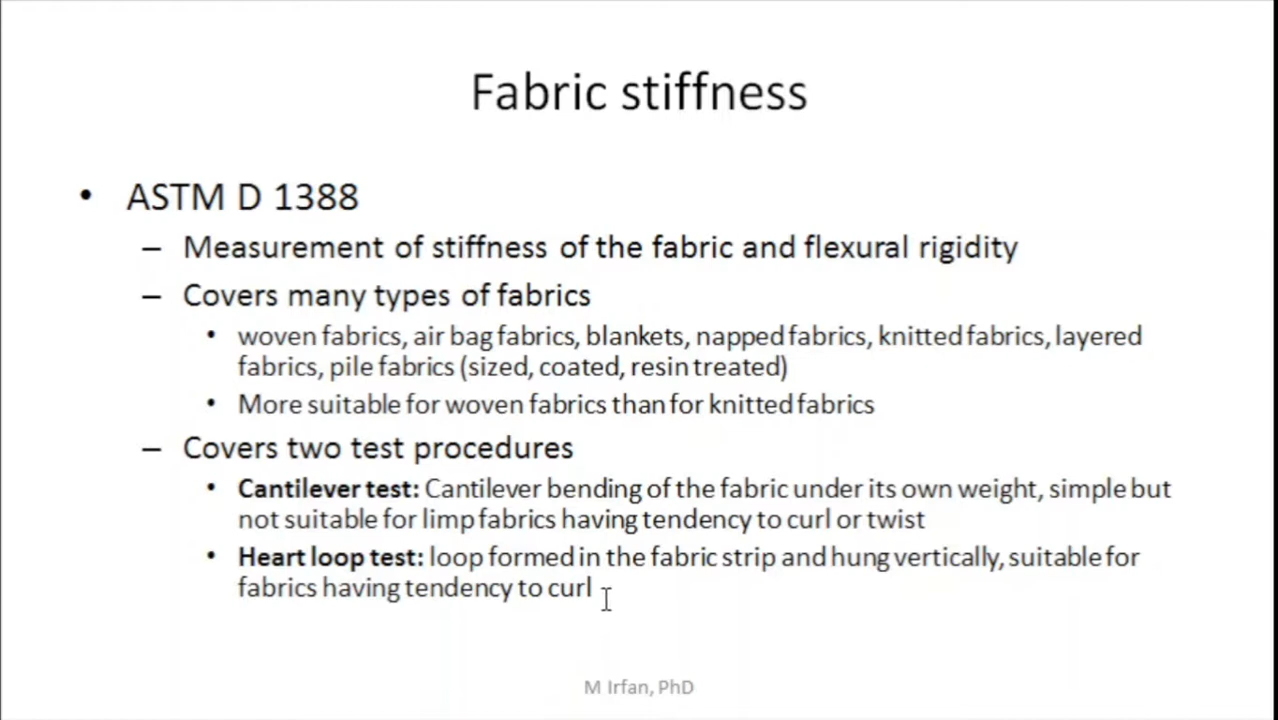 Fabric stiffness
• ASTM D 1388
– Measurement of stiffness of the fabric and flexural rigidity
– Covers many types of fabrics
• woven fabrics, air bag fabrics, blankets, napped fabrics, knitted fabrics, layered
fabrics, pile fabrics (sized, coated, resin treated)
• More suitable for woven fabrics than for knitted fabrics
– Covers two test procedures
• Cantilever test: Cantilever bending of the fabric under its own weight, simple but
not suitable for limp fabrics having tendency to curl or twist
• Heart loop test: loop formed in the fabric strip and hung vertically, suitable for
fabrics having tendency to curl
M Irfan, PhD